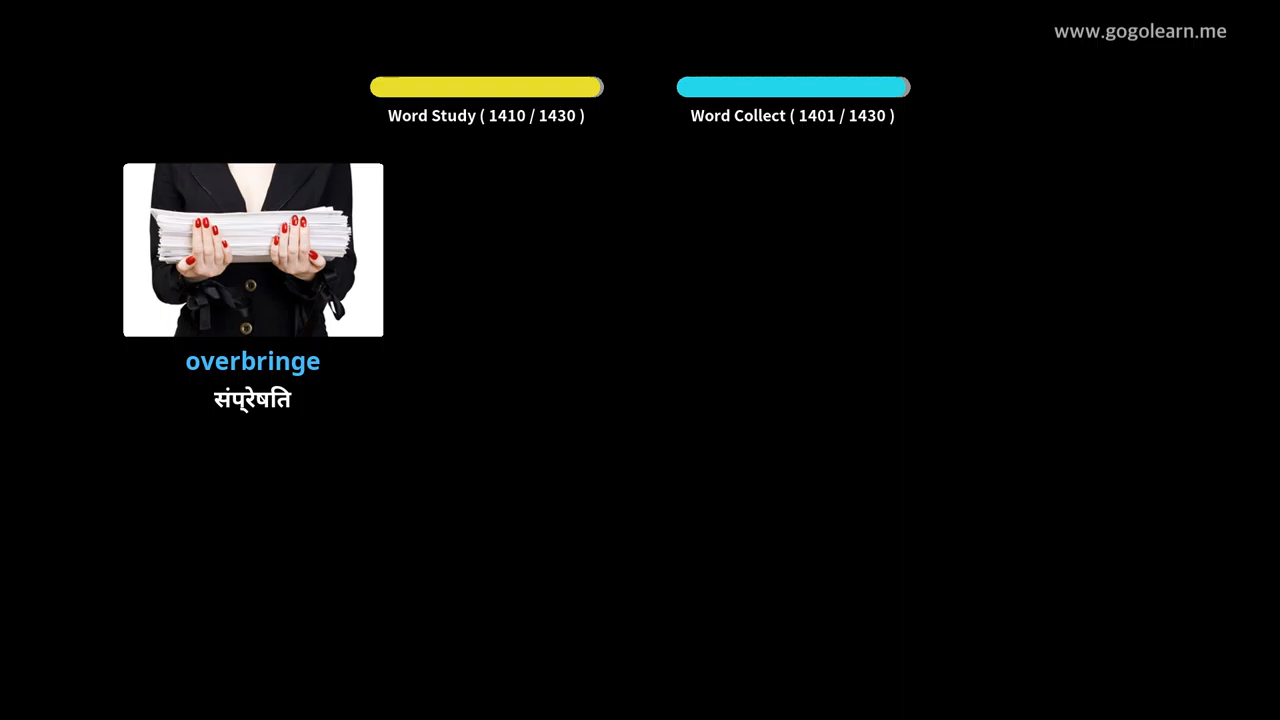 www.gogolearn.me
Word Study ( 1410 / 1430 )
Word Collect ( 1401 / 1430 )
overbringe
संप्रेषति